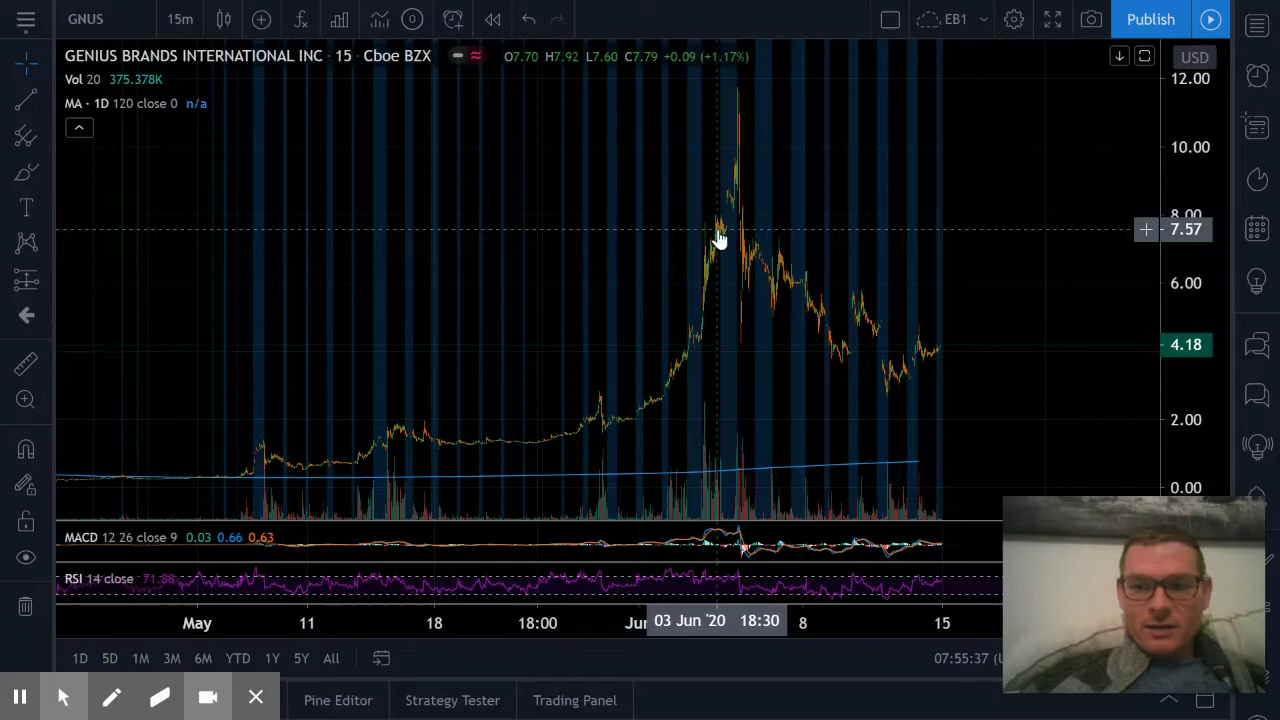 GNUS 15m EB1 Publish
GENIUS BRANDS INTERNATIONAL INC · 15 · Cboe BZX O7.70 H7.92 L7.60 C7.79 +0.09 (+1.17%) USD
Vol 20 375.378K
MA · 1D 120 close 0 n/a
12.00
10.00
8.00
7.57
6.00
4.18
2.00
0.00
MACD 12 26 close 9 0.03 0.66 0.63
RSI 14 close 71.88
May 11 18 18:00 Jun 03 Jun '20 18:30 8 15
1D 5D 1M 3M 6M YTD 1Y 5Y All 07:55:37 (U
Pine Editor Strategy Tester Trading Panel